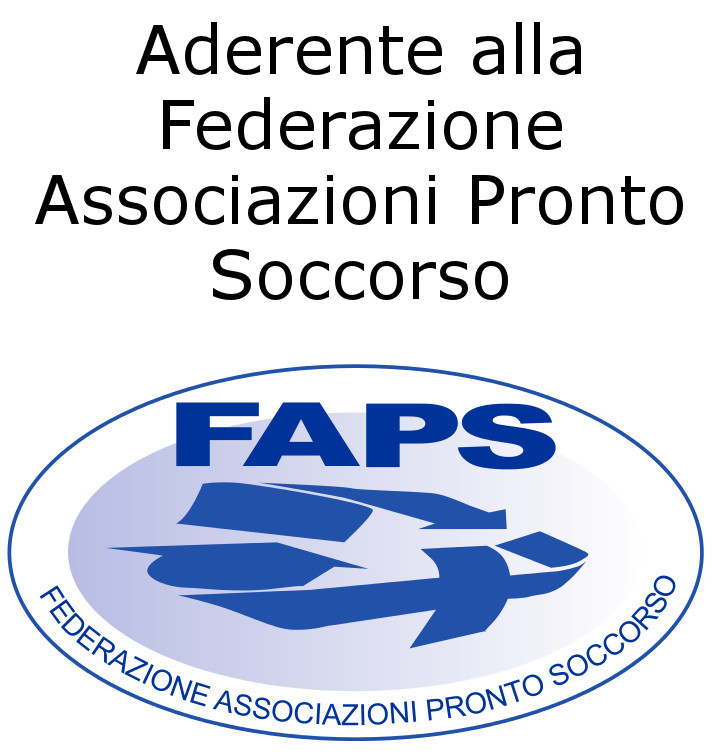 Aderente alla
Federazione
Associazioni Pronto
Soccorso
FAPS
FEDERAZIONE ASSOCIAZIONI PRONTO SOCCORSO